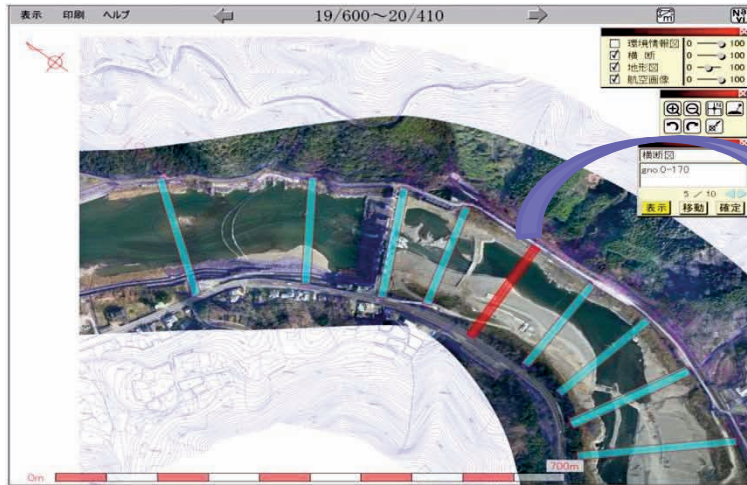 表示 印刷 ヘルプ 19/600～20/410
環境情報図 0 100
横 断 0 100
地形図 0 100
航空画像 0 100
横断図
gno.0-170
5 / 10
表示 移動 確定
0m 700m